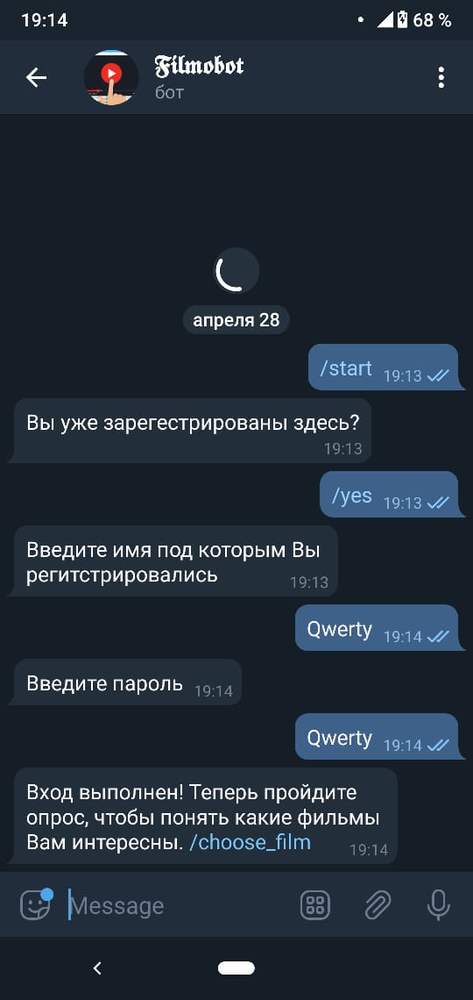 19:14
68 %
𝕱𝖎𝖑𝖒𝖔𝖇𝖔𝖙
бот
апреля 28
/start 19:13
Вы уже зарегестрированы здесь?
19:13
/yes 19:13
Введите имя под которым Вы
регитстрировались 19:13
Qwerty 19:14
Введите пароль 19:14
Qwerty 19:14
Вход выполнен! Теперь пройдите
опрос, чтобы понять какие фильмы
Вам интересны. /choose_film 19:14
Message